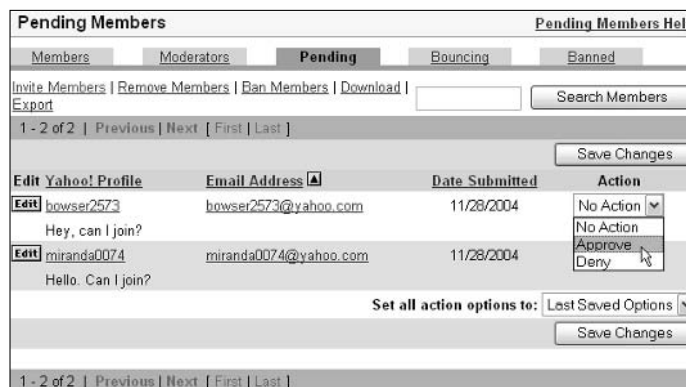 Pending Members
Pending Members Hel
Members Moderators Pending Bouncing Banned
Invite Members | Remove Members | Ban Members | Download |
Export
Search Members
1 - 2 of 2 | Previous | Next [ First | Last ]
Save Changes
Edit Yahoo! Profile Email Address Date Submitted Action
Edit bowser2573 bowser2573@yahoo.com 11/28/2004 No Action
Hey, can I join?
No Action
Approve
Deny
Edit miranda0074 miranda0074@yahoo.com 11/28/2004
Hello. Can I join?
Set all action options to: Last Saved Options
Save Changes
1 - 2 of 2 | Previous | Next [ First | Last ]